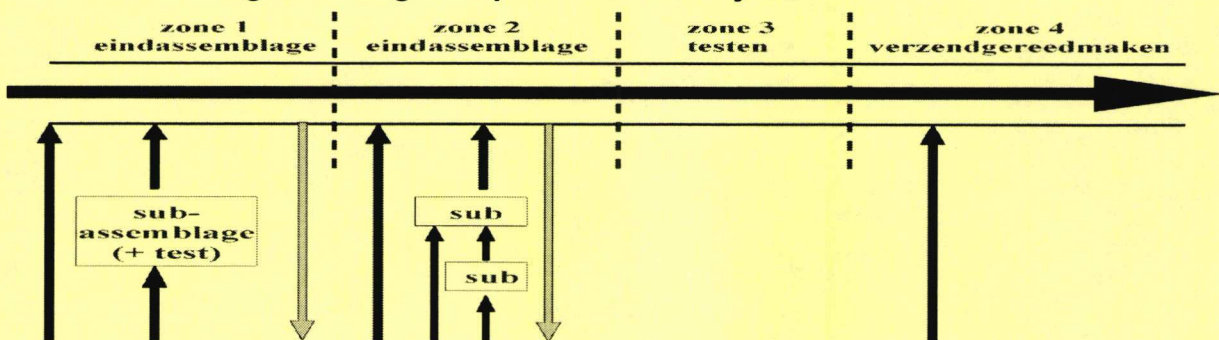 zone 1
eindassemblage
zone 2
eindassemblage
zone 3
testen
zone 4
verzendgereedmaken
sub-
assemblage
(+ test)
sub
sub